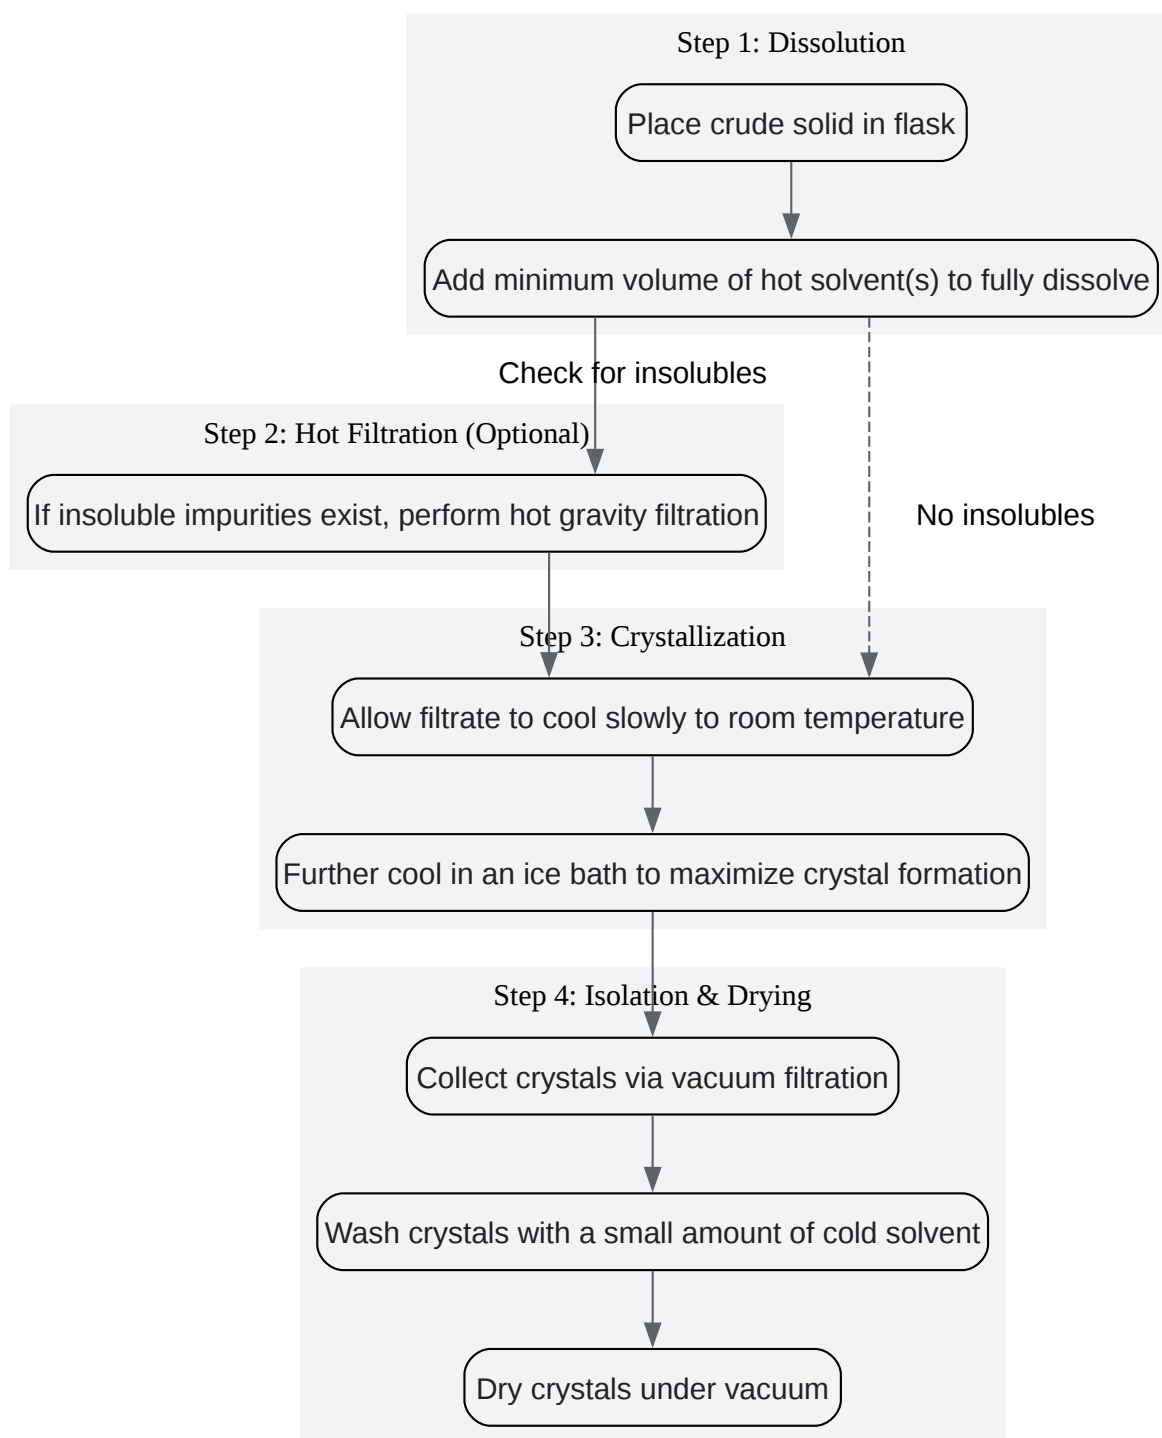 Step 1: Dissolution
Place crude solid in flask
Add minimum volume of hot solvent(s) to fully dissolve
Check for insolubles
Step 2: Hot Filtration (Optional)
If insoluble impurities exist, perform hot gravity filtration
No insolubles
Step 3: Crystallization
Allow filtrate to cool slowly to room temperature
Further cool in an ice bath to maximize crystal formation
Step 4: Isolation & Drying
Collect crystals via vacuum filtration
Wash crystals with a small amount of cold solvent
Dry crystals under vacuum